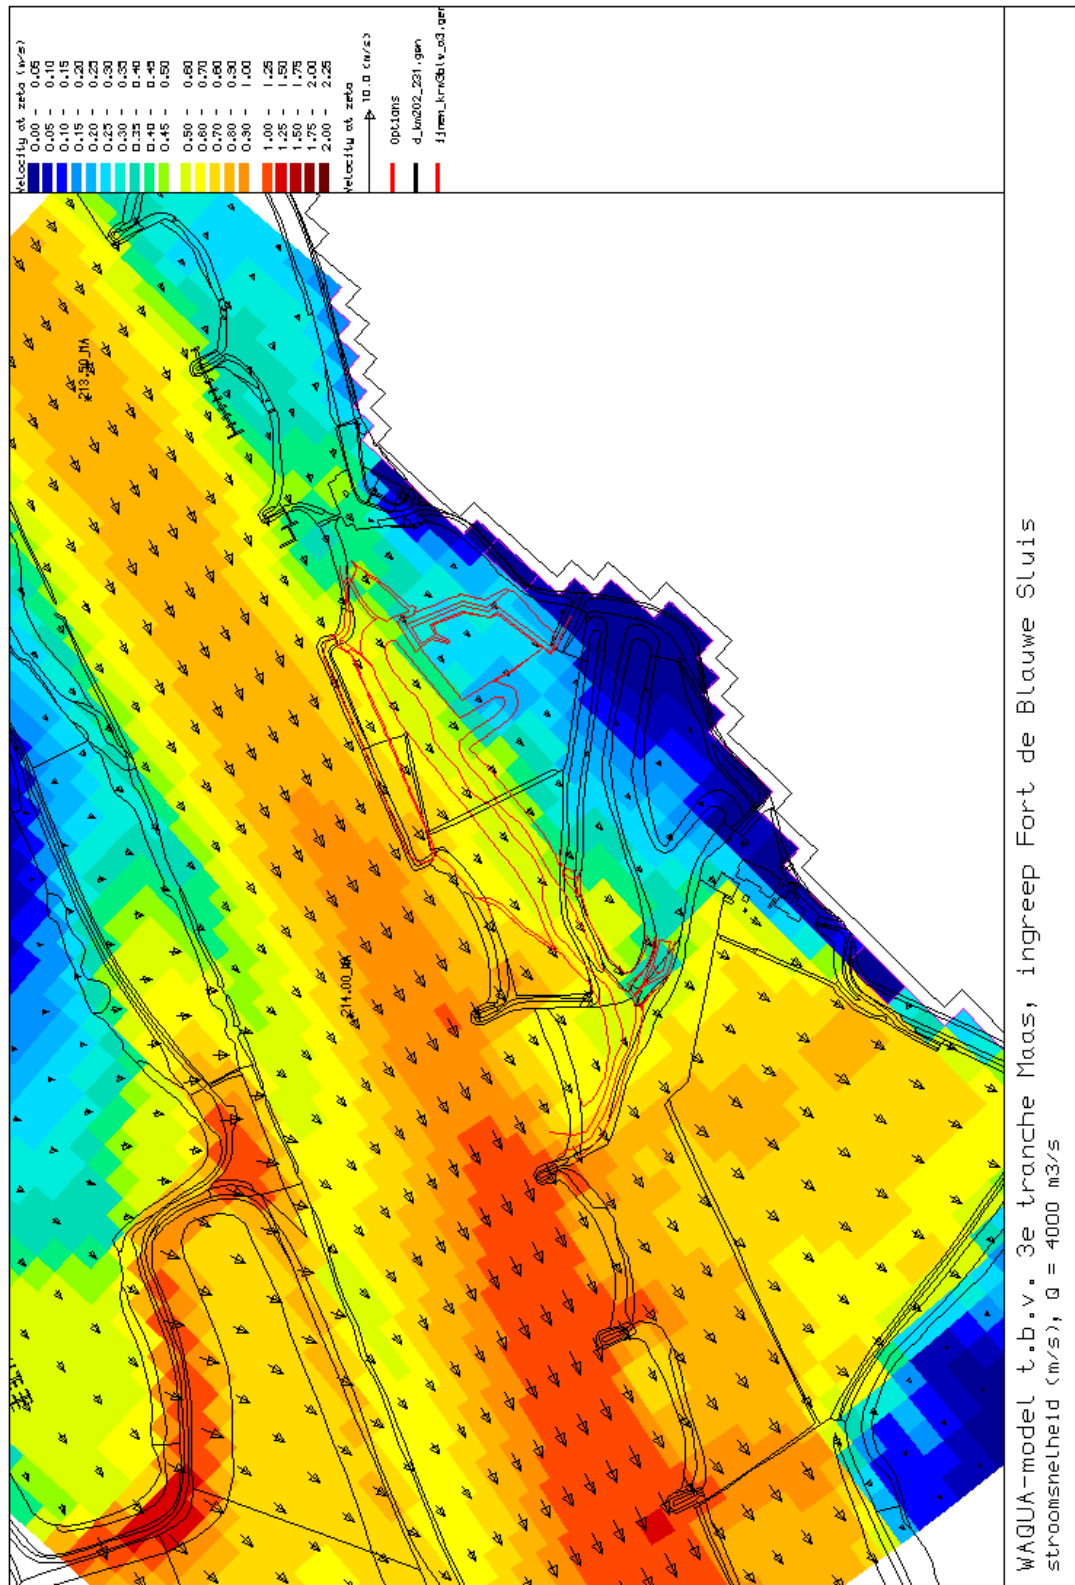 Velocity at zeta (m/s)
0.00 - 0.05
0.05 - 0.10
0.10 - 0.15
0.15 - 0.20
0.20 - 0.25
0.25 - 0.30
0.30 - 0.35
0.35 - 0.40
0.40 - 0.45
0.45 - 0.50
0.50 - 0.60
0.60 - 0.70
0.70 - 0.80
0.80 - 0.90
0.90 - 1.00
1.00 - 1.25
1.25 - 1.50
1.50 - 1.75
1.75 - 2.00
2.00 - 2.25
Velocity at zeta
10.0 (m/s)
Options
d_km202_231.gen
213.50_MA
214.00_MA
WAQUA-model t.b.v. 3e tranche Maas, ingreep Fort de Blauwe Sluis
stroomsnelheid (m/s), Q = 4000 m3/s